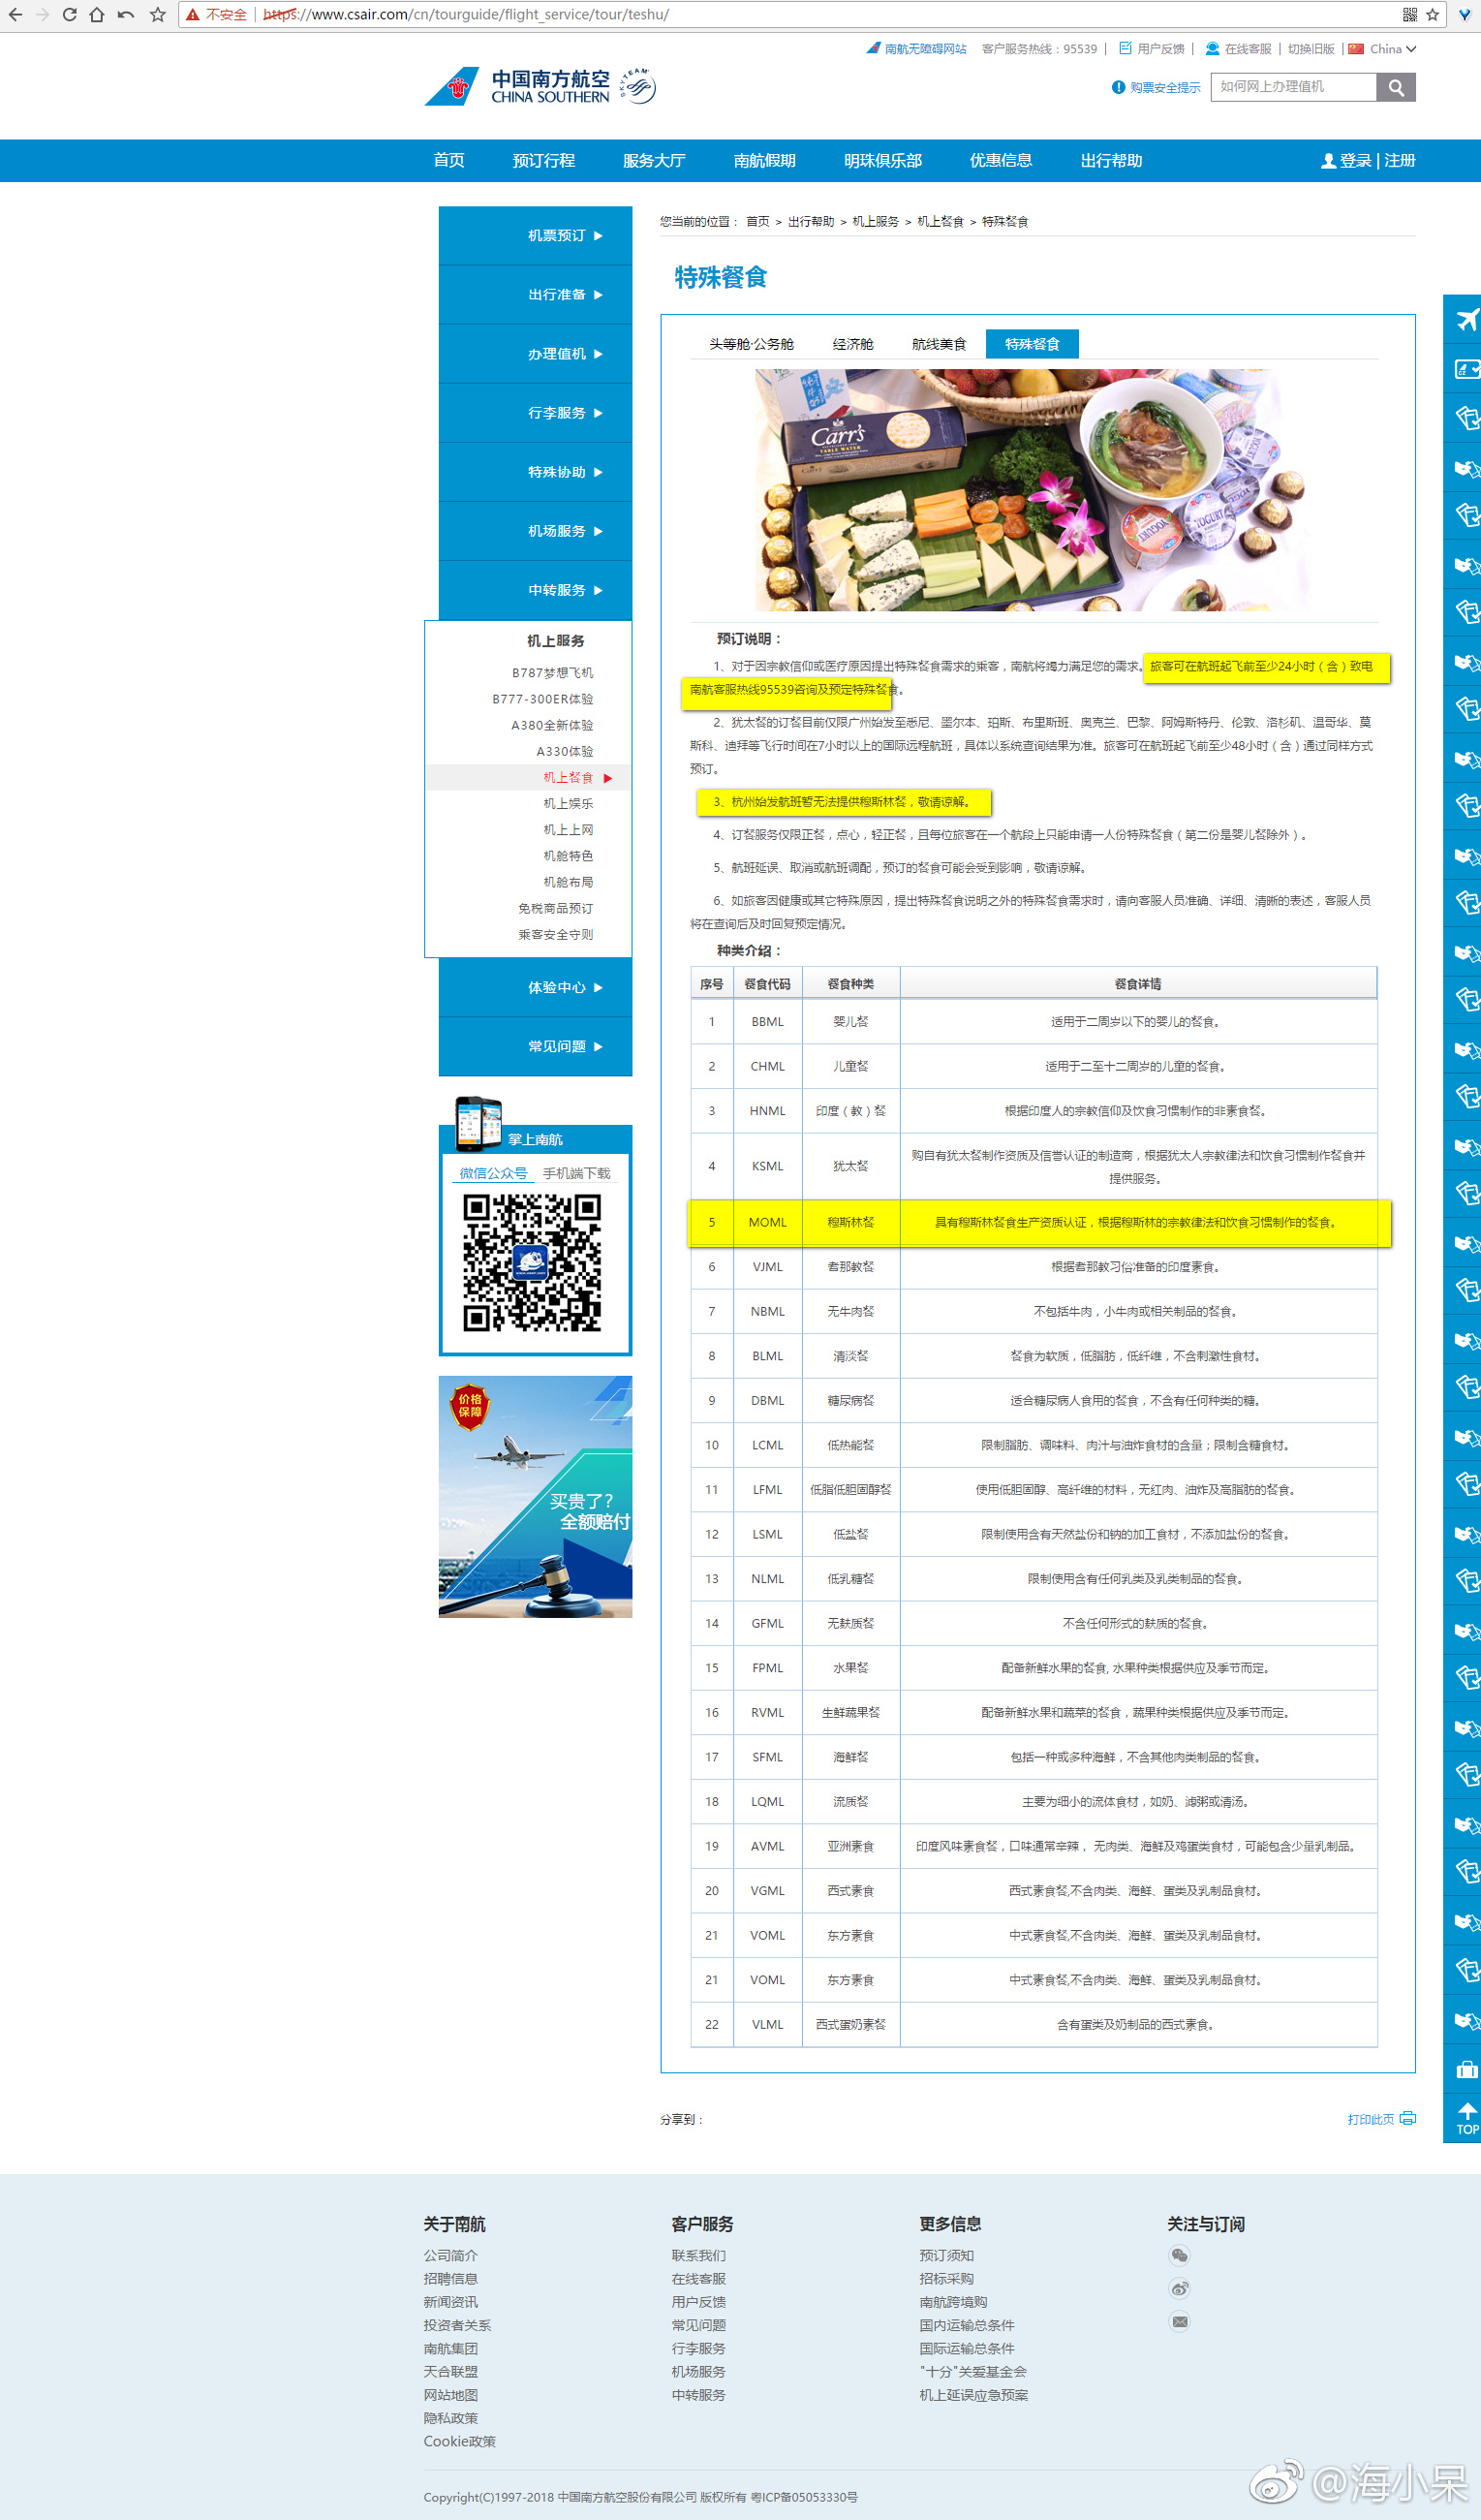 不安全 https://www.csair.com/cn/tourguide/flight_service/tour/teshu/
南航无障碍网站 客户服务热线：95539 | 用户反馈 | 在线客服 | 切换旧版 | China
中国南方航空
CHINA SOUTHERN
SKYTEAM
购票安全提示 如何网上办理值机
首页 预订行程 服务大厅 南航假期 明珠俱乐部 优惠信息 出行帮助 登录 | 注册
机票预订
出行准备
办理值机
行李服务
特殊协助
机场服务
中转服务
机上服务
B787梦想飞机
B777-300ER体验
A380全新体验
A330体验
机上餐食
机上娱乐
机上上网
机舱特色
机舱布局
免税商品预订
乘客安全守则
体验中心
常见问题
掌上南航
微信公众号 手机端下载
价格
保障
买贵了？
全额赔付
您当前的位置： 首页 > 出行帮助 > 机上服务 > 机上餐食 > 特殊餐食
特殊餐食
头等舱·公务舱 经济舱 航线美食 特殊餐食
Carr's
TABLE WATER
YOGURT
YOGURT
预订说明：
1、对于因宗教信仰或医疗原因提出特殊餐食需求的乘客，南航将竭力满足您的需求。旅客可在航班起飞前至少24小时（含）致电
南航客服热线95539咨询及预定特殊餐食。
2、犹太餐的订餐目前仅限广州始发至悉尼、墨尔本、珀斯、布里斯班、奥克兰、巴黎、阿姆斯特丹、伦敦、洛杉矶、温哥华、莫
斯科、迪拜等飞行时间在7小时以上的国际远程航班，具体以系统查询结果为准。旅客可在航班起飞前至少48小时（含）通过同样方式
预订。
3、杭州始发航班暂无法提供穆斯林餐，敬请谅解。
4、订餐服务仅限正餐，点心，轻正餐，且每位旅客在一个航段上只能申请一人份特殊餐食（第二份是婴儿餐除外）。
5、航班延误、取消或航班调配，预订的餐食可能会受到影响，敬请谅解。
6、如旅客因健康或其它特殊原因，提出特殊餐食说明之外的特殊餐食需求时，请向客服人员准确、详细、清晰的表述，客服人员
将在查询后及时回复预定情况。
种类介绍：
序号 餐食代码 餐食种类 餐食详情
1 BBML 婴儿餐 适用于二周岁以下的婴儿的餐食。
2 CHML 儿童餐 适用于二至十二周岁的儿童的餐食。
3 HNML 印度（教）餐 根据印度人的宗教信仰及饮食习惯制作的非素食餐。
4 KSML 犹太餐 购自有犹太餐制作资质及信誉认证的制造商，根据犹太人宗教律法和饮食习惯制作餐食并
提供服务。
5 MOML 穆斯林餐 具有穆斯林餐食生产资质认证，根据穆斯林的宗教律法和饮食习惯制作的餐食。
6 VJML 耆那教餐 根据耆那教习俗准备的印度素食。
7 NBML 无牛肉餐 不包括牛肉，小牛肉或相关制品的餐食。
8 BLML 清淡餐 餐食为软质，低脂肪，低纤维，不含刺激性食材。
9 DBML 糖尿病餐 适合糖尿病人食用的餐食，不含有任何种类的糖。
10 LCML 低热能餐 限制脂肪、调味料、肉汁与油炸食材的含量；限制含糖食材。
11 LFML 低脂低胆固醇餐 使用低胆固醇、高纤维的材料，无红肉、油炸及高脂肪的餐食。
12 LSML 低盐餐 限制使用含有天然盐份和钠的加工食材，不添加盐份的餐食。
13 NLML 低乳糖餐 限制使用含有任何乳类及乳类制品的餐食。
14 GFML 无麸质餐 不含任何形式的麸质的餐食。
15 FPML 水果餐 配备新鲜水果的餐食, 水果种类根据供应及季节而定。
16 RVML 生鲜蔬果餐 配备新鲜水果和蔬菜的餐食，蔬果种类根据供应及季节而定。
17 SFML 海鲜餐 包括一种或多种海鲜，不含其他肉类制品的餐食。
18 LQML 流质餐 主要为细小的流体食材，如奶、滤粥或清汤。
19 AVML 亚洲素食 印度风味素食餐，口味通常辛辣， 无肉类、海鲜及鸡蛋类食材，可能包含少量乳制品。
20 VGML 西式素食 西式素食餐,不含肉类、海鲜、蛋类及乳制品食材。
21 VOML 东方素食 中式素食餐,不含肉类、海鲜、蛋类及乳制品食材。
21 VOML 东方素食 中式素食餐,不含肉类、海鲜、蛋类及乳制品食材。
22 VLML 西式蛋奶素餐 含有蛋类及奶制品的西式素食。
分享到： 打印此页
TOP
关于南航 客户服务 更多信息 关注与订阅
公司简介 联系我们 预订须知
招聘信息 在线客服 招标采购
新闻资讯 用户反馈 南航跨境购
投资者关系 常见问题 国内运输总条件
南航集团 行李服务 国际运输总条件
天合联盟 机场服务 "十分"关爱基金会
网站地图 中转服务 机上延误应急预案
隐私政策
Cookie政策
Copyright(C)1997-2018 中国南方航空股份有限公司 版权所有 粤ICP备05053330号
@海小呆